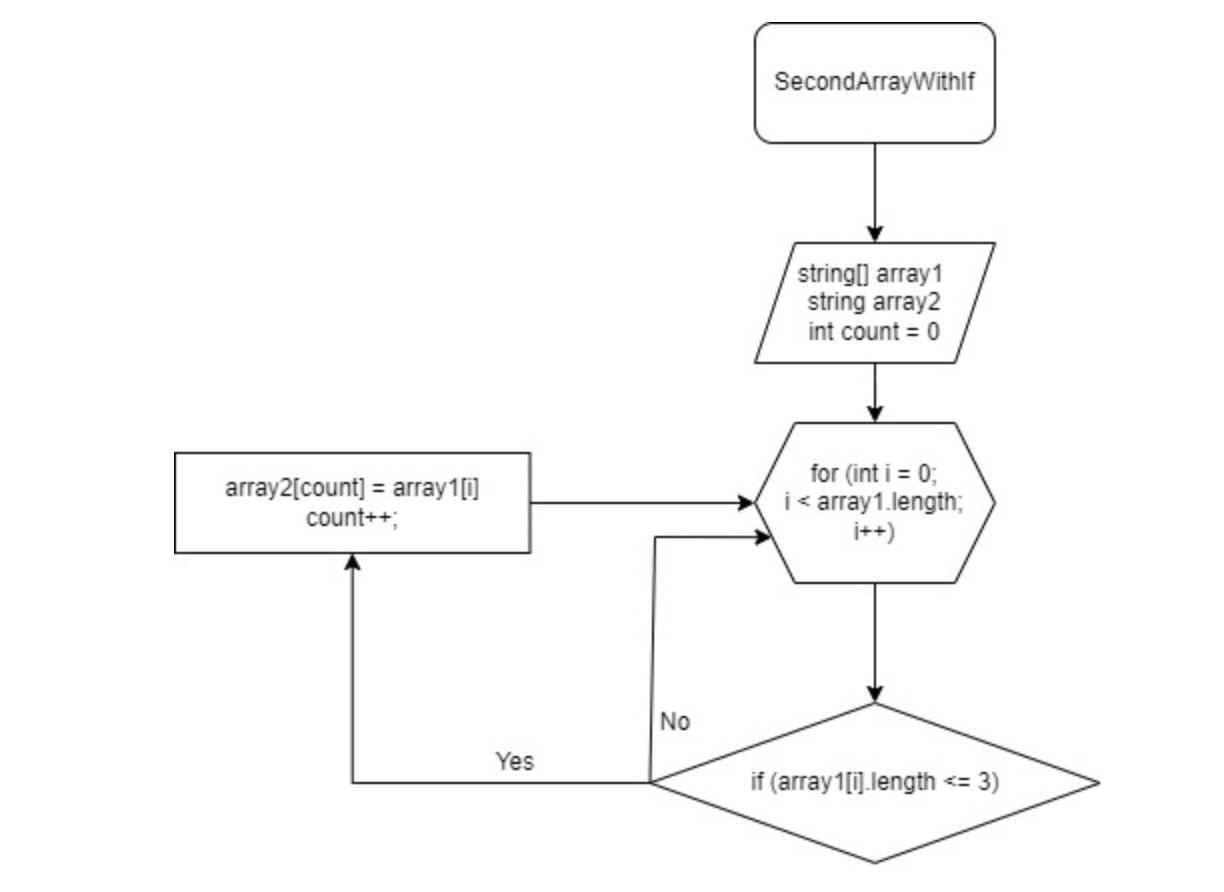 SecondArrayWithIf
string[] array1
string array2
int count = 0
for (int i = 0;
i < array1.length;
i++)
array2[count] = array1[i]
count++;
No
Yes
if (array1[i].length <= 3)